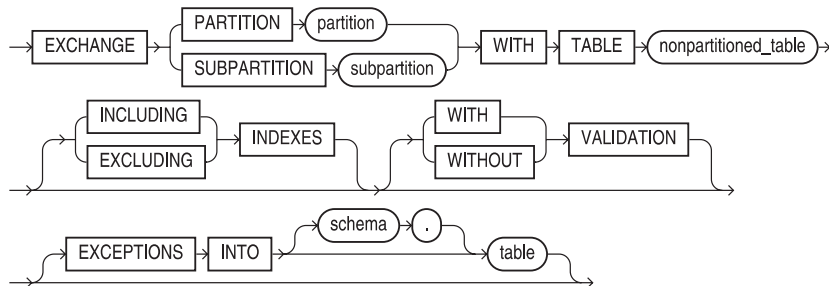 EXCHANGE PARTITION partition WITH TABLE nonpartitioned_table
SUBPARTITION subpartition
INCLUDING INDEXES WITH VALIDATION
EXCLUDING WITHOUT
EXCEPTIONS INTO schema . table